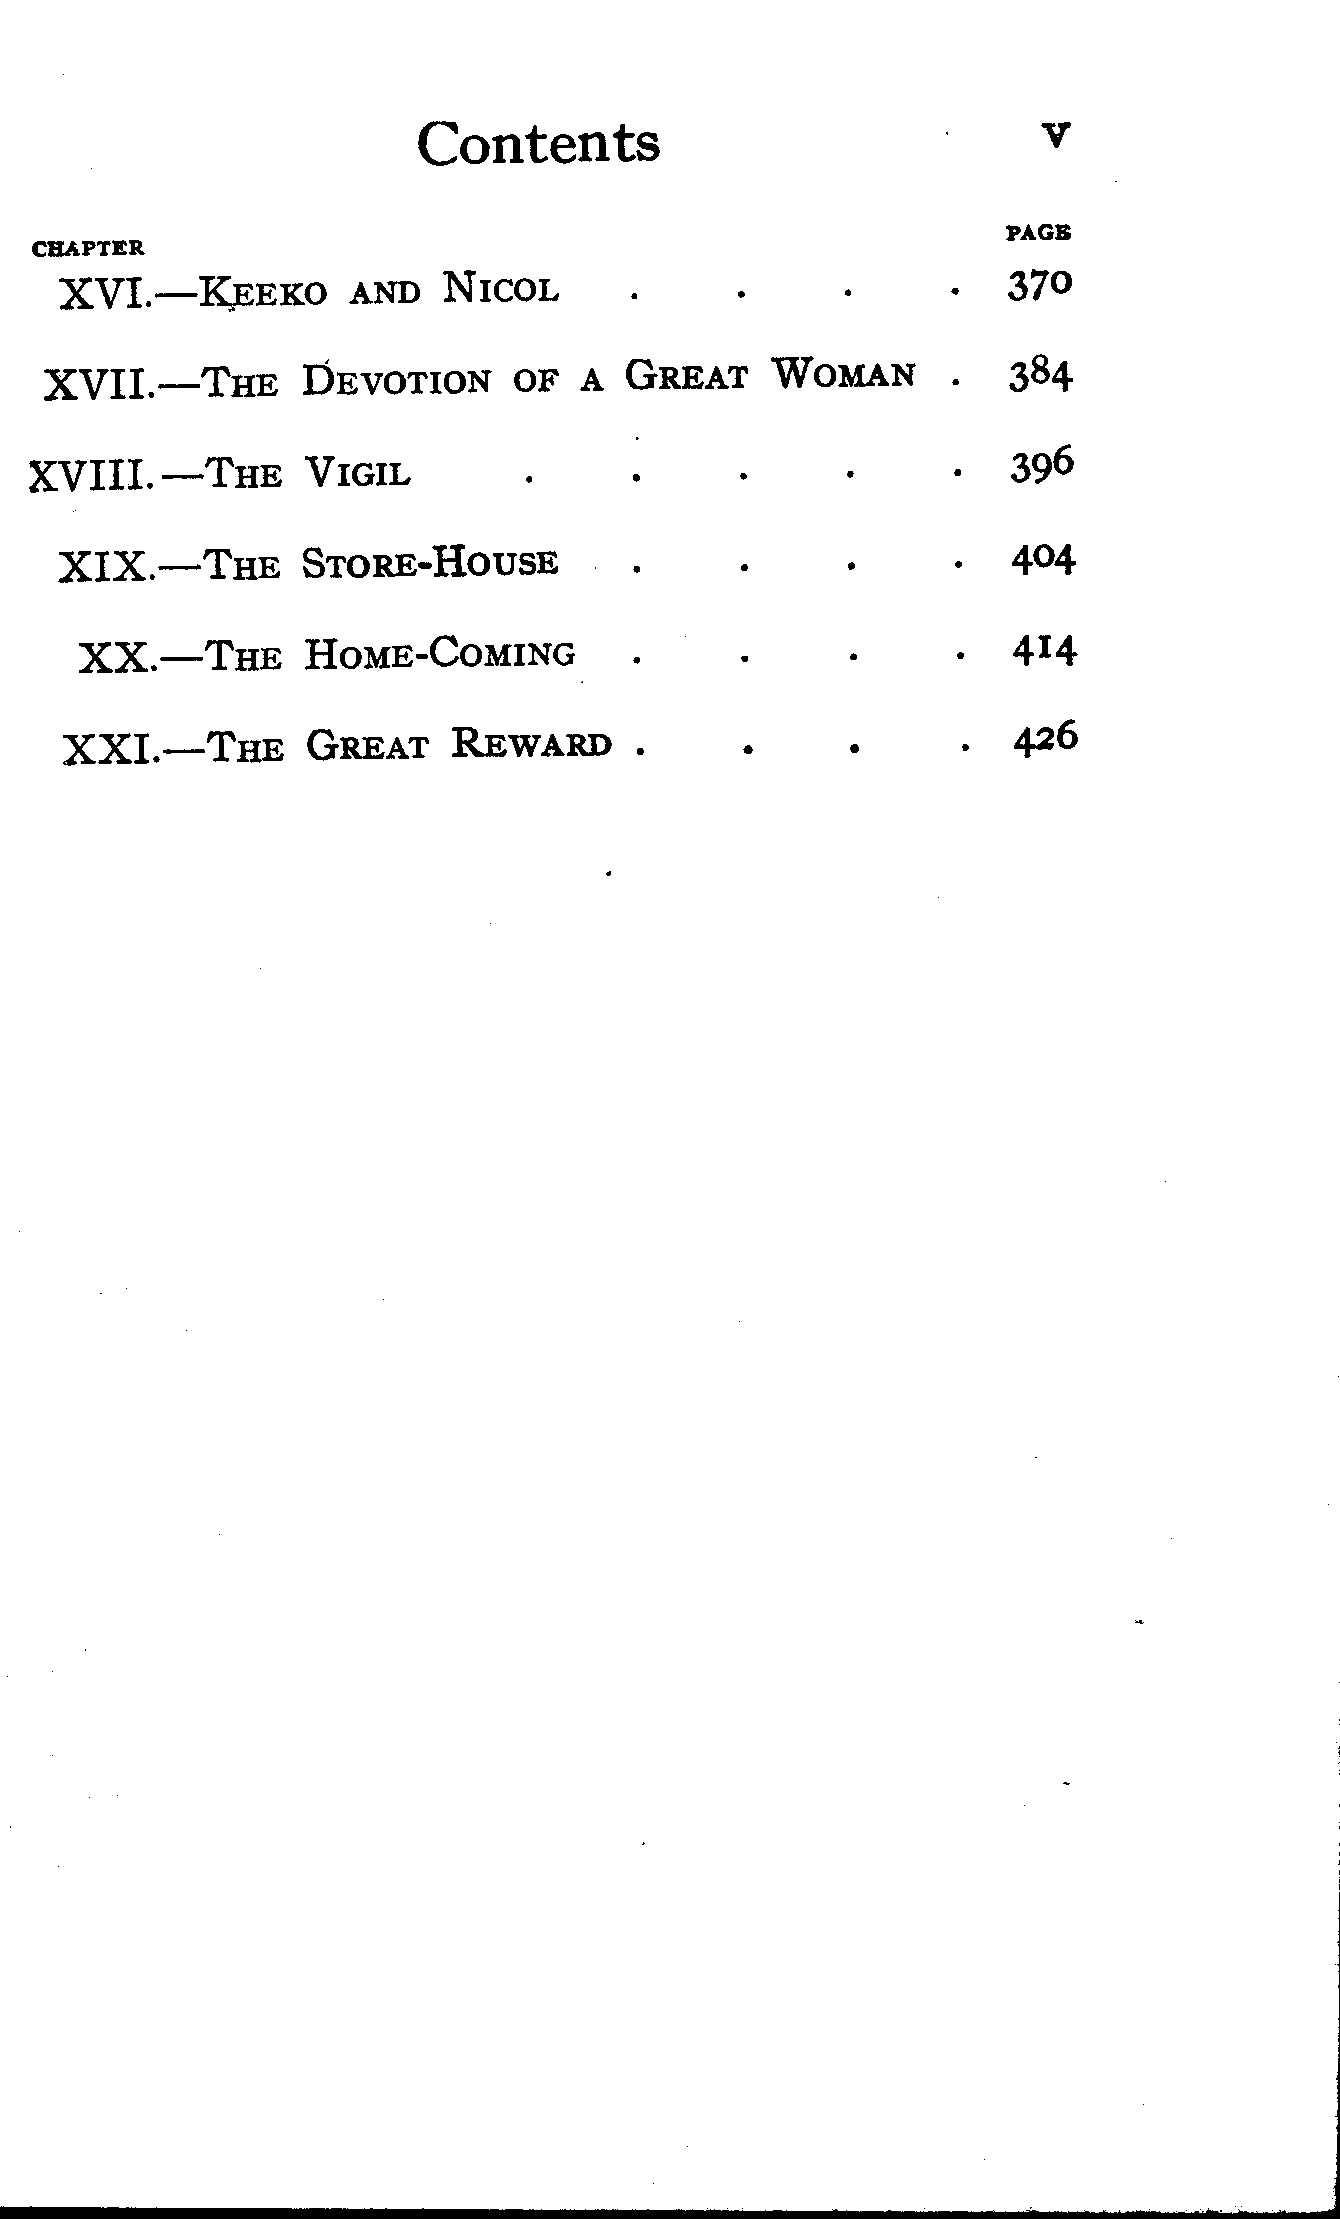 Contents v
CHAPTER PAGE
XVI.—KEEKO AND NICOL . . . . 370
XVII.—THE DEVOTION OF A GREAT WOMAN . 384
XVIII.—THE VIGIL . . . . . 396
XIX.—THE STORE-HOUSE . . . . 404
XX.—THE HOME-COMING . . . . 414
XXI.—THE GREAT REWARD . . . . 426